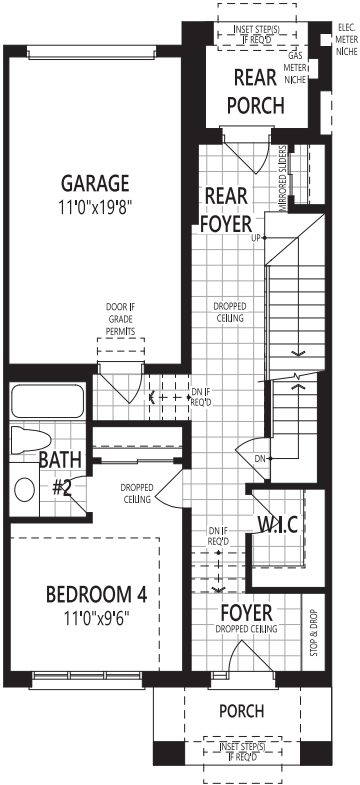 INSET STEP(S)
IF REQ'D
ELEC.
METER
NICHE
GAS
METER
NICHE
REAR
PORCH
MIRRORED SLIDERS
GARAGE
11'0"x19'8"
REAR
FOYER
UP
DOOR IF
GRADE
PERMITS
DROPPED
CEILING
DN IF
REQ'D
BATH
#2
DROPPED
CEILING
DN
W.I.C
DN IF
REQ'D
BEDROOM 4
11'0"x9'6"
FOYER
DROPPED CEILING
STOP & DROP
PORCH
INSET STEP(S)
IF REQ'D